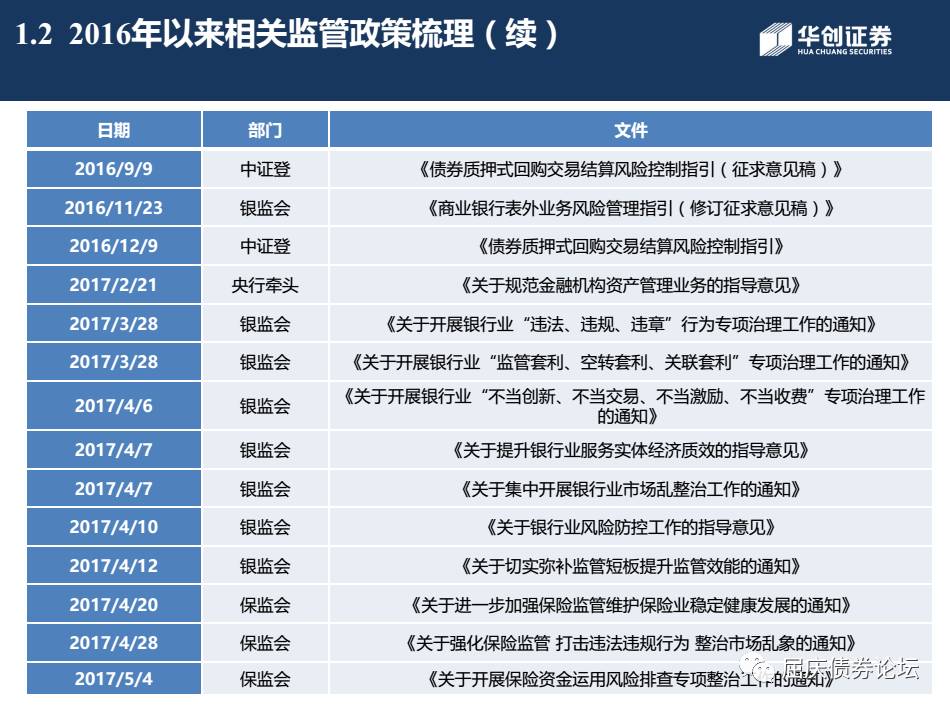 1.2 2016年以来相关监管政策梳理（续）
华创证券
HUA CHUANG SECURITIES
日期 部门 文件
2016/9/9 中证登 《债券质押式回购交易结算风险控制指引（征求意见稿）》
2016/11/23 银监会 《商业银行表外业务风险管理指引（修订征求意见稿）》
2016/12/9 中证登 《债券质押式回购交易结算风险控制指引》
2017/2/21 央行牵头 《关于规范金融机构资产管理业务的指导意见》
2017/3/28 银监会 《关于开展银行业“违法、违规、违章”行为专项治理工作的通知》
2017/3/28 银监会 《关于开展银行业“监管套利、空转套利、关联套利”专项治理工作的通知》
2017/4/6 银监会 《关于开展银行业“不当创新、不当交易、不当激励、不当收费”专项治理工作
的通知》
2017/4/7 银监会 《关于提升银行业服务实体经济质效的指导意见》
2017/4/7 银监会 《关于集中开展银行业市场乱整治工作的通知》
2017/4/10 银监会 《关于银行业风险防控工作的指导意见》
2017/4/12 银监会 《关于切实弥补监管短板提升监管效能的通知》
2017/4/20 保监会 《关于进一步加强保险监管维护保险业稳定健康发展的通知》
2017/4/28 保监会 《关于强化保险监管 打击违法违规行为 整治市场乱象的通知》
2017/5/4 保监会 《关于开展保险资金运用风险排查专项整治工作的通知》
屈庆债券论坛